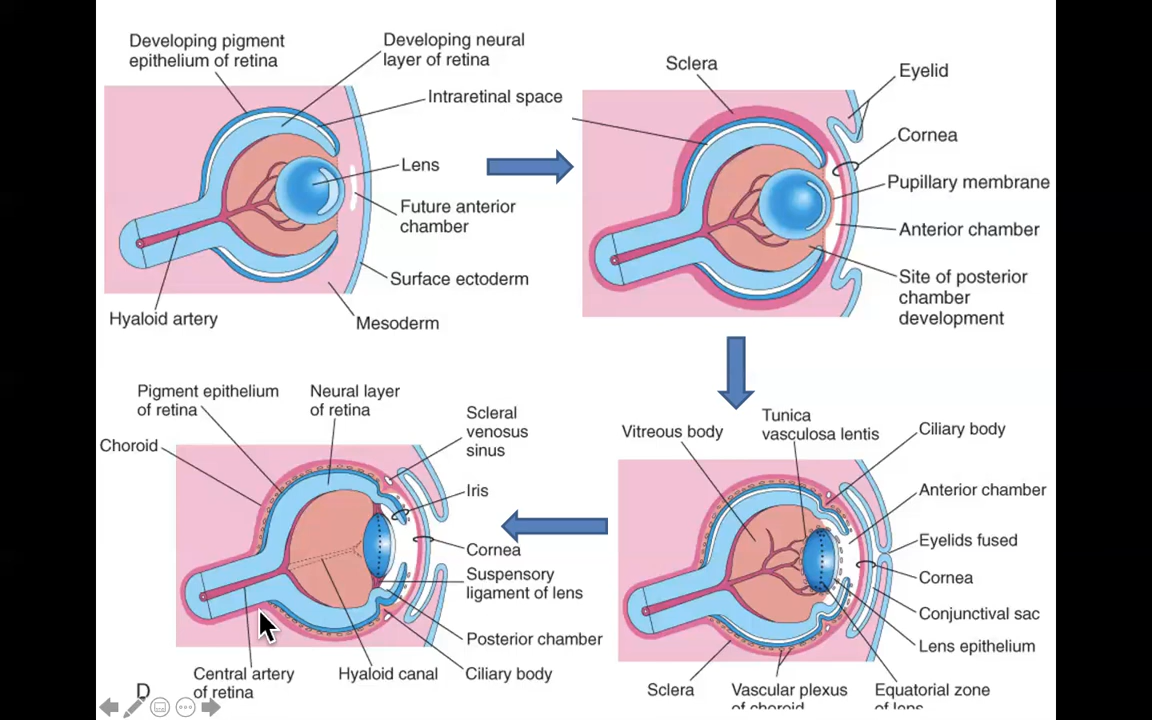 Developing pigment
epithelium of retina
Developing neural
layer of retina
Intraretinal space
Lens
Future anterior
chamber
Surface ectoderm
Mesoderm
Hyaloid artery
Sclera
Eyelid
Cornea
Pupillary membrane
Anterior chamber
Site of posterior
chamber
development
Pigment epithelium
of retina
Neural layer
of retina
Choroid
Scleral
venosus
sinus
Iris
Cornea
Suspensory
ligament of lens
Posterior chamber
Ciliary body
Hyaloid canal
Central artery
of retina
D
Vitreous body
Tunica
vasculosa lentis
Ciliary body
Anterior chamber
Eyelids fused
Cornea
Conjunctival sac
Lens epithelium
Equatorial zone
of lens
Vascular plexus
of choroid
Sclera